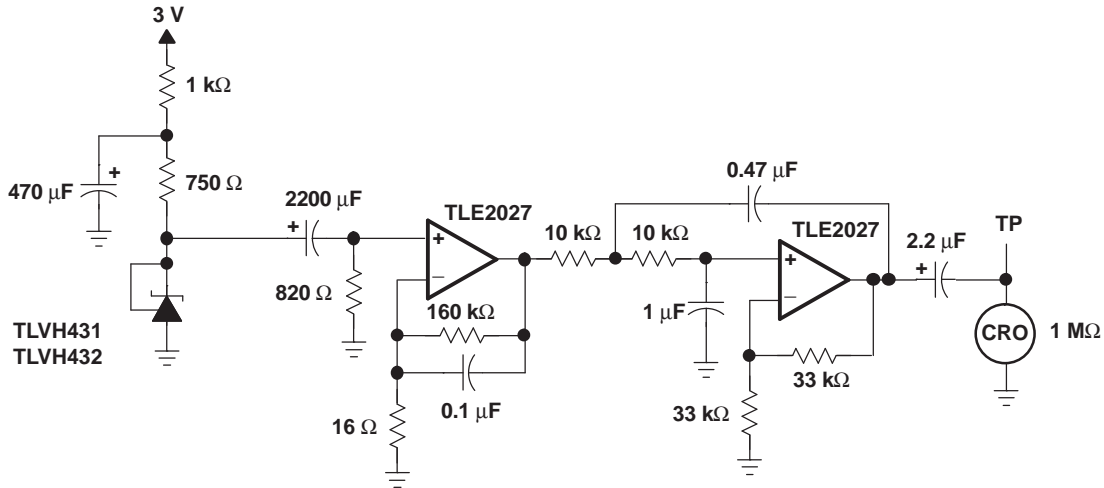 3 V
1 kΩ
470 μF
+
750 Ω
2200 μF
+
TLE2027
+
−
820 Ω
160 kΩ
0.1 μF
16 Ω
10 kΩ
10 kΩ
0.47 μF
TLE2027
+
−
1 μF
33 kΩ
33 kΩ
2.2 μF
+
TP
CRO
1 MΩ
TLVH431
TLVH432